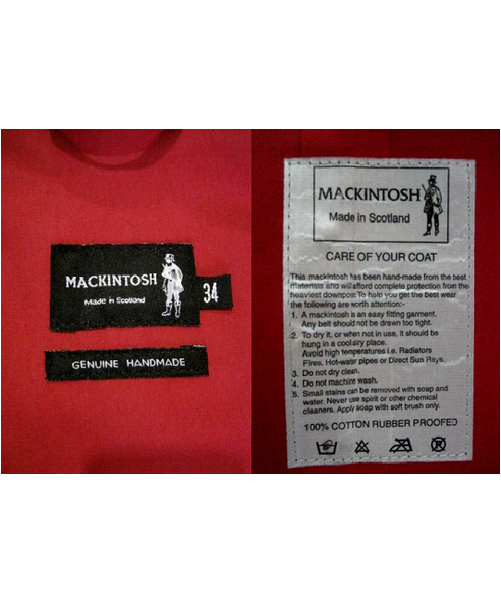 MACKINTOSH
Made in Scotland
34
GENUINE HANDMADE
MACKINTOSH
Made in Scotland
CARE OF YOUR COAT
This mackintosh has been hand-made from the best
materials and will afford complete protection from the
heaviest downpour. To help you get the best wear
the following are worth attention:-
1. A mackintosh is an easy fitting garment.
Any belt should not be drawn too tight.
2. To dry it, or when not in use, it should be
hung in a cool airy place.
Avoid high temperatures i.e. Radiators
Fires, Hot-water pipes or Direct Sun Rays.
3. Do not dry clean.
4. Do not machine wash.
5. Small stains can be removed with soap and
water. Never use spirit or other chemical
cleaners. Apply soap with soft brush only.
100% COTTON RUBBER PROOFED